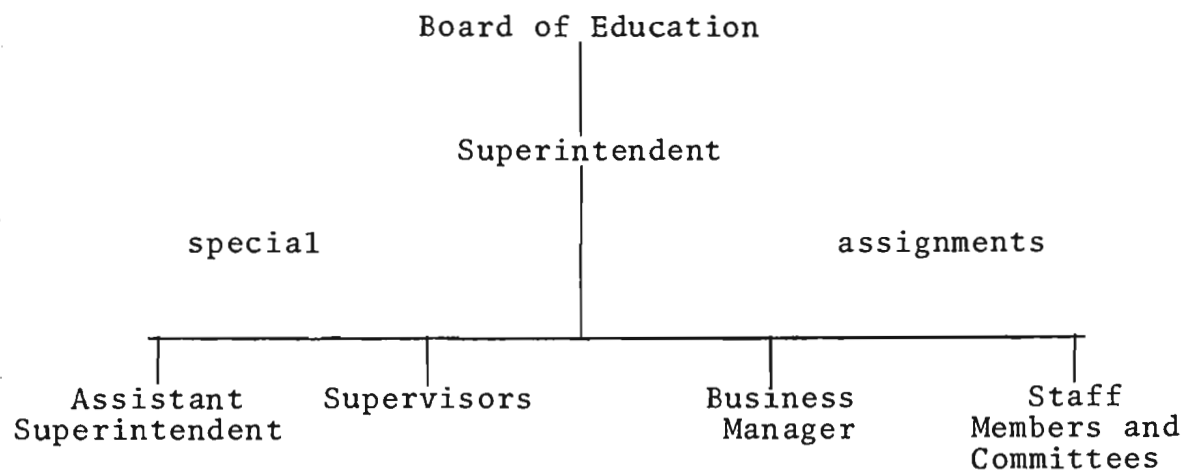 Board of Education
Superintendent
special assignments
Assistant Superintendent
Supervisors
Business Manager
Staff Members and Committees